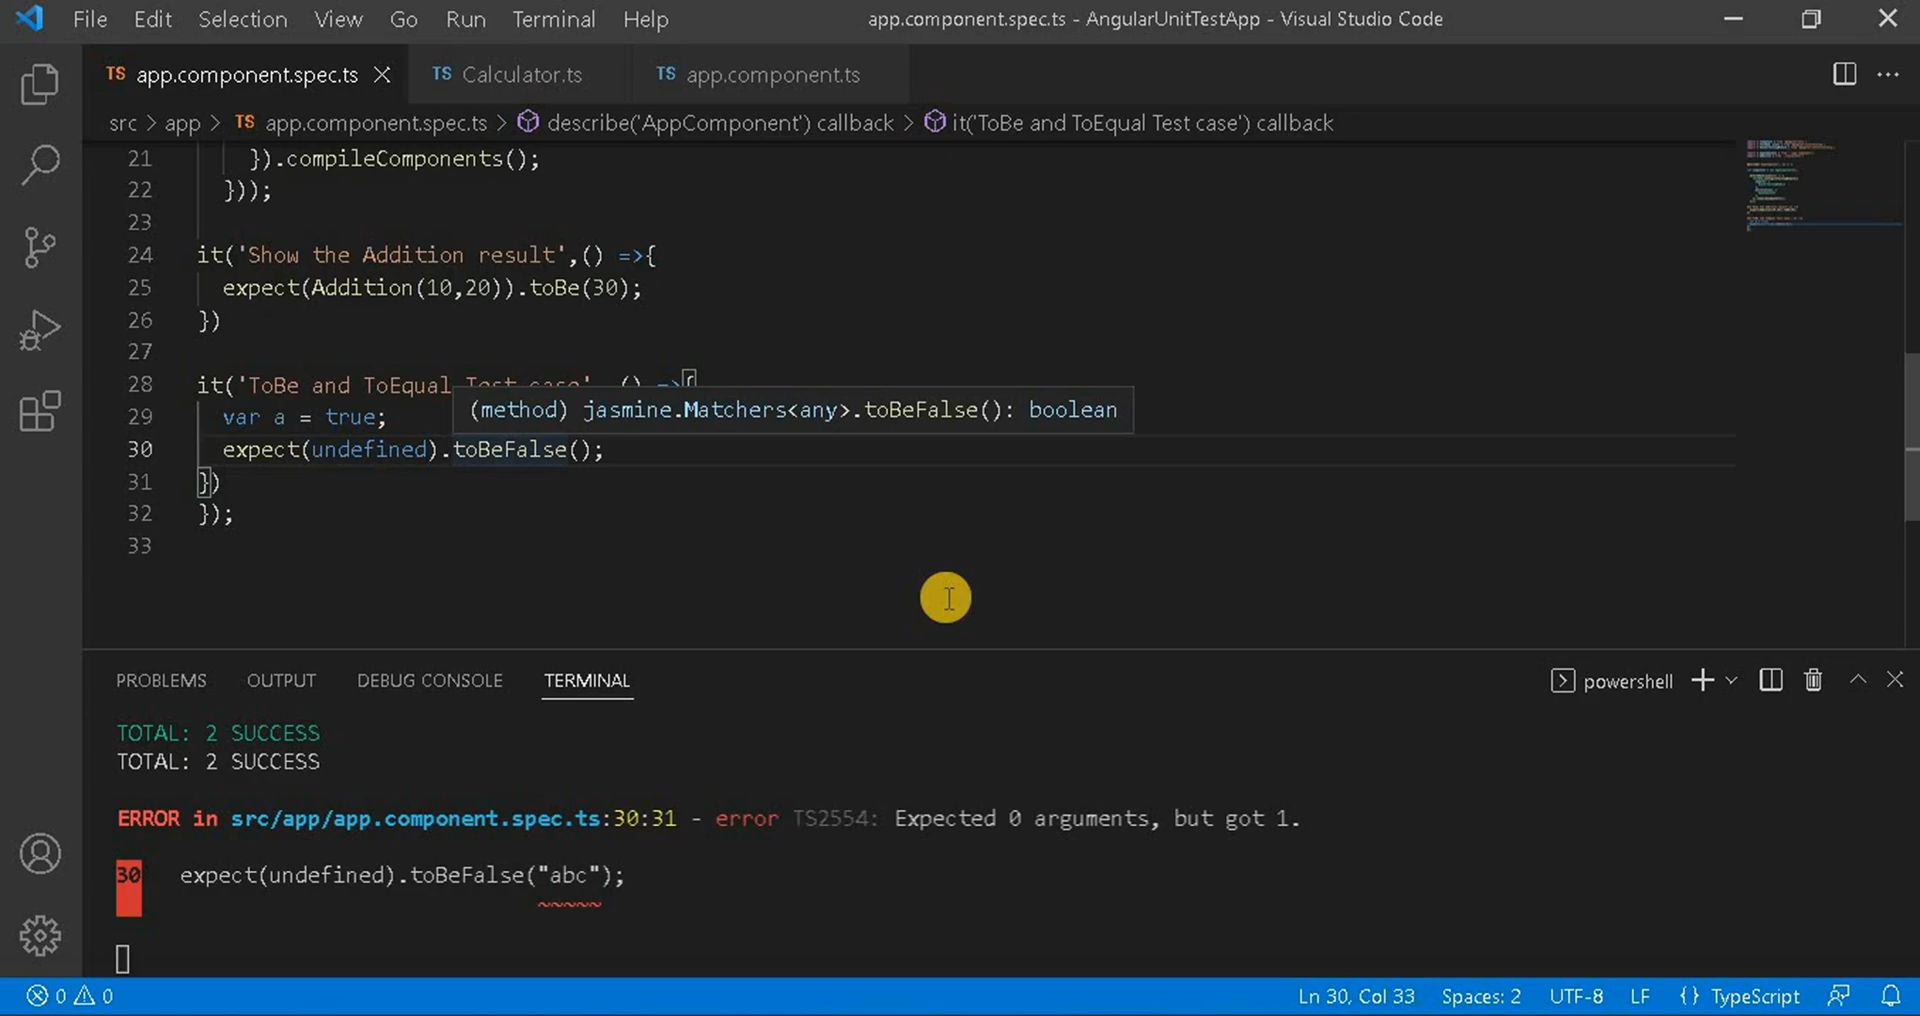 File Edit Selection View Go Run Terminal Help app.component.spec.ts - AngularUnitTestApp - Visual Studio Code
TS app.component.spec.ts TS Calculator.ts TS app.component.ts
src > app > TS app.component.spec.ts > describe('AppComponent') callback > it('ToBe and ToEqual Test case') callback
21 }).compileComponents();
22 }));
23
24 it('Show the Addition result',() =>{
25 expect(Addition(10,20)).toBe(30);
26 })
27
28 it('ToBe and ToEqual Test case', () =>{
(method) jasmine.Matchers<any>.toBeFalse(): boolean
29 var a = true;
30 expect(undefined).toBeFalse();
31 })
32 });
33
PROBLEMS OUTPUT DEBUG CONSOLE TERMINAL powershell
TOTAL: 2 SUCCESS
TOTAL: 2 SUCCESS
ERROR in src/app/app.component.spec.ts:30:31 - error TS2554: Expected 0 arguments, but got 1.
30 expect(undefined).toBeFalse("abc");
~~~~~
0 0 Ln 30, Col 33 Spaces: 2 UTF-8 LF {} TypeScript